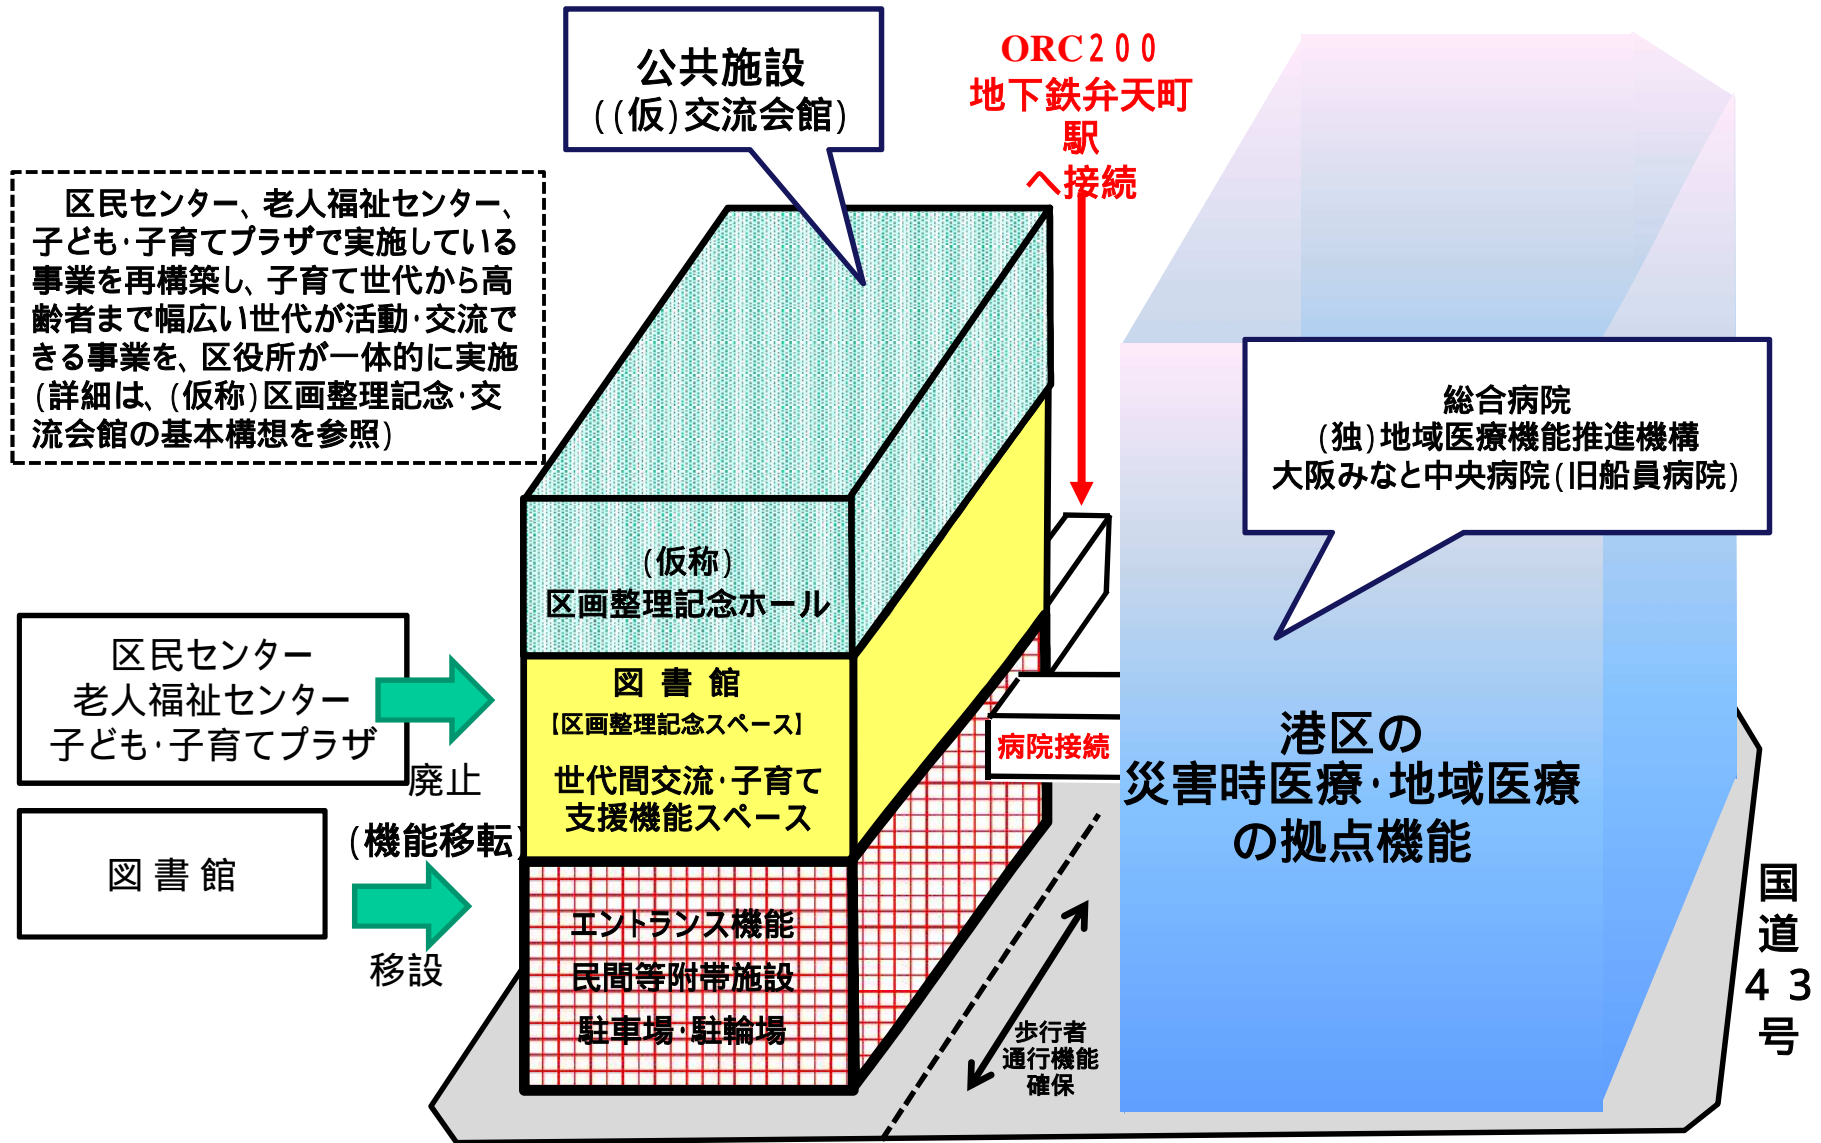 公共施設
((仮)交流会館)
ORC200
地下鉄弁天町
駅
へ接続
区民センター、老人福祉センター、
子ども・子育てプラザで実施している
事業を再構築し、子育て世代から高
齢者まで幅広い世代が活動・交流で
きる事業を、区役所が一体的に実施
(詳細は、(仮称)区画整理記念・交
流会館の基本構想を参照)
総合病院
(独)地域医療機能推進機構
大阪みなと中央病院(旧船員病院)
(仮称)
区画整理記念ホール
区民センター
老人福祉センター
子ども・子育てプラザ
廃止
(機能移転)
図書館
移設
図書館
【区画整理記念スペース】
世代間交流・子育て
支援機能スペース
エントランス機能
民間等附帯施設
駐車場・駐輪場
病院接続
港区の
災害時医療・地域医療
の拠点機能
歩行者
通行機能
確保
国
道
43
号